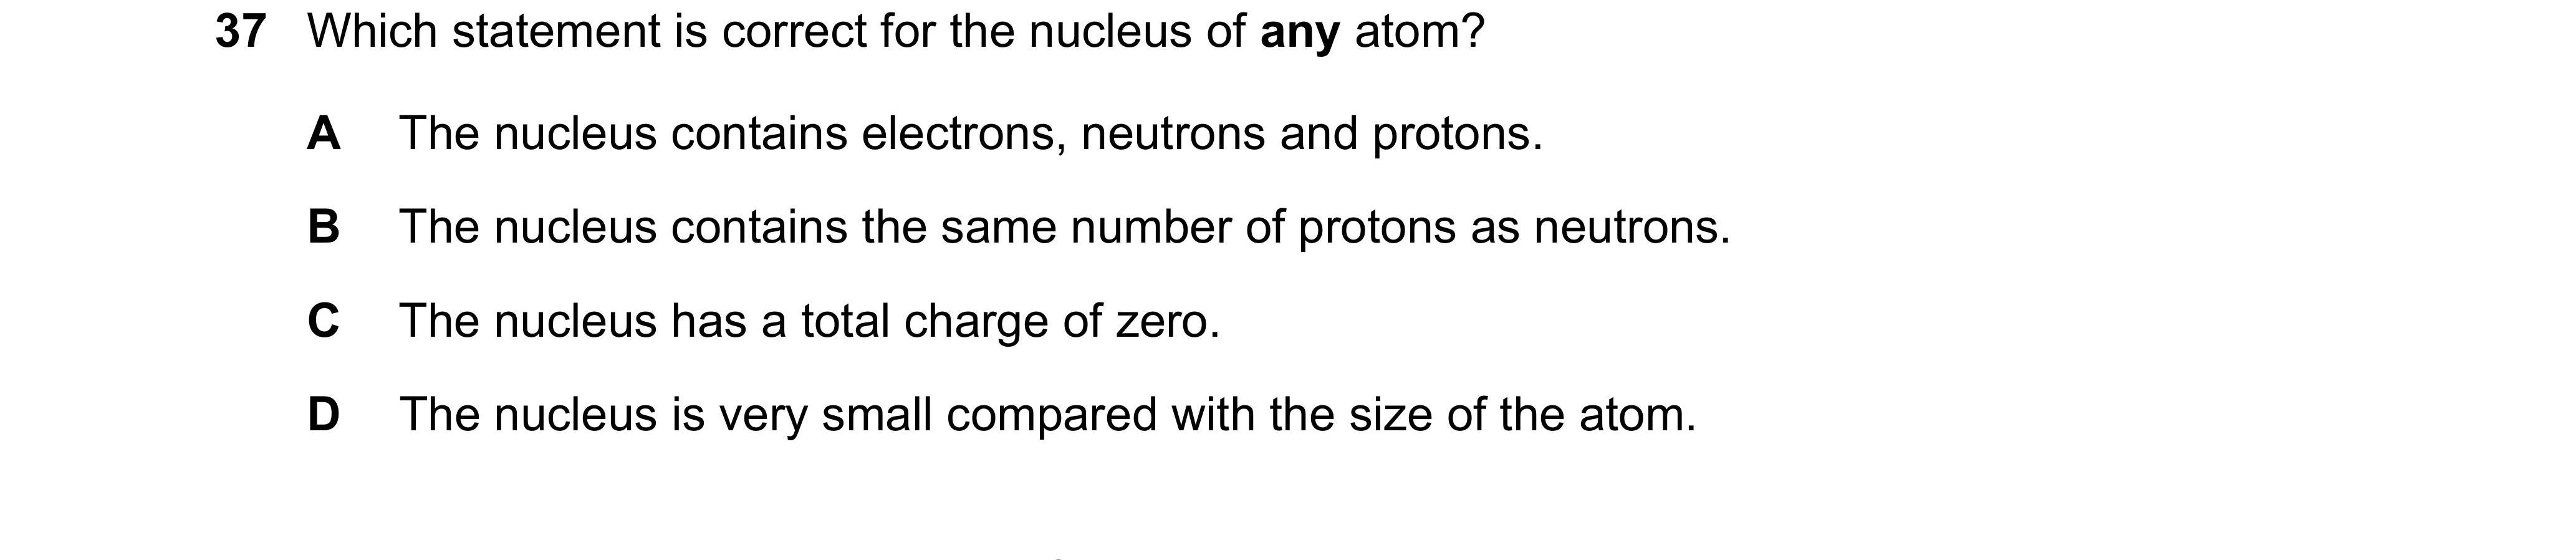 37 Which statement is correct for the nucleus of any atom?
A The nucleus contains electrons, neutrons and protons.
B The nucleus contains the same number of protons as neutrons.
C The nucleus has a total charge of zero.
D The nucleus is very small compared with the size of the atom.